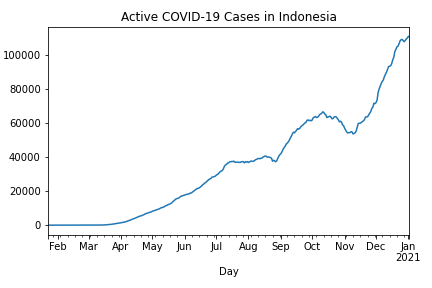 Active COVID-19 Cases in Indonesia
100000
80000
60000
40000
20000
0
Feb Mar Apr May Jun Jul Aug Sep Oct Nov Dec Jan
2021
Day